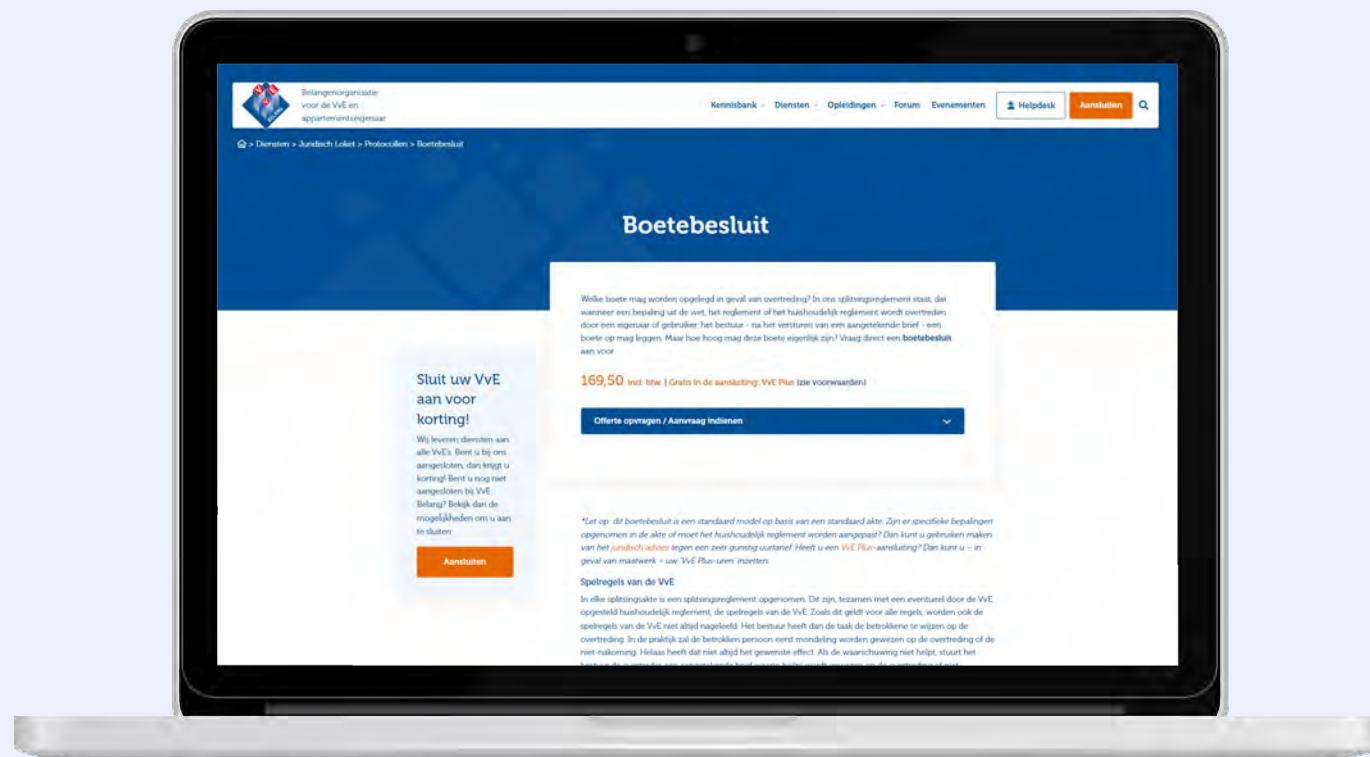 VvE
BELANG
Belangenorganisatie
voor de VvE en
appartementseigenaar
Kennisbank
Diensten
Opleidingen
Forum
Evenementen
Helpdesk
Aansluiten
> Diensten > Juridisch Loket > Protocollen > Boetebesluit
Boetebesluit
Welke boete mag worden opgelegd in geval van overtreding? In ons splitsingsreglement staat, dat
wanneer een bepaling uit de wet, het reglement of het huishoudelijk reglement wordt overtreden
door een eigenaar of gebruiker, het bestuur - na het versturen van een aangetekende brief - een
boete op mag leggen. Maar hoe hoog mag deze boete eigenlijk zijn? Vraag direct een boetebesluit
aan voor
169,50 incl. btw. | Gratis in de aansluiting: VvE Plus (zie voorwaarden)
Offerte opvragen / Aanvraag indienen
Sluit uw VvE
aan voor
korting!
Wij leveren diensten aan
alle VvE's. Bent u bij ons
aangesloten, dan krijgt u
korting! Bent u nog niet
aangesloten bij VvE
Belang? Bekijk dan de
mogelijkheden om u aan
te sluiten:
Aansluiten
*Let op: dit boetebesluit is een standaard model op basis van een standaard akte. Zijn er specifieke bepalingen
opgenomen in de akte of moet het huishoudelijk reglement worden aangepast? Dan kunt u gebruiken maken
van het juridisch advies tegen een zeer gunstig uurtarief. Heeft u een VvE Plus-aansluiting? Dan kunt u – in
geval van maatwerk – uw 'VvE Plus-uren' inzetten.
Spelregels van de VvE
In elke splitsingsakte is een splitsingsreglement opgenomen. Dit zijn, tezamen met een eventueel door de VvE
opgesteld huishoudelijk reglement, de spelregels van de VvE. Zoals dit geldt voor alle regels, worden ook de
spelregels van de VvE niet altijd nageleefd. Het bestuur heeft dan de taak de betrokkene te wijzen op de
overtreding. In de praktijk zal de betrokken persoon eerst mondeling worden gewezen op de overtreding of de
niet-nakoming. Helaas heeft dat niet altijd het gewenste effect. Als de waarschuwing niet helpt, stuurt het